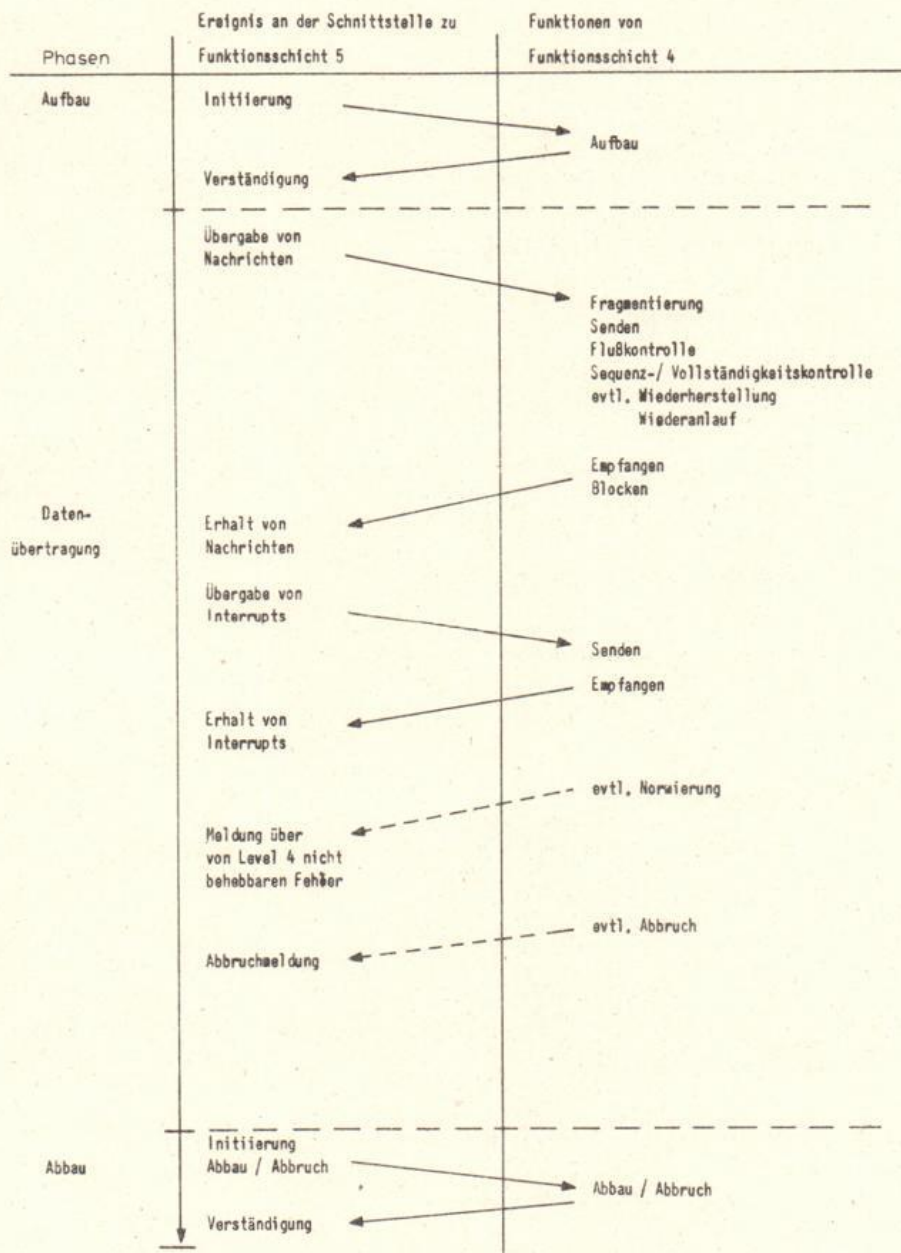 Ereignis an der Schnittstelle zu Funktionen von
Phasen Funktionsschicht 5 Funktionsschicht 4
Aufbau Initiierung
Aufbau
Verständigung
Übergabe von
Nachrichten
Fragmentierung
Senden
Flußkontrolle
Sequenz-/ Vollständigkeitskontrolle
evtl. Wiederherstellung
Wiederanlauf
Empfangen
Blocken
Daten-
übertragung
Erhalt von
Nachrichten
Übergabe von
Interrupts
Senden
Empfangen
Erhalt von
Interrupts
evtl. Normierung
Meldung über
von Level 4 nicht
behebbaren Fehler
evtl. Abbruch
Abbruchmeldung
Initiierung
Abbau Abbau / Abbruch
Abbau / Abbruch
Verständigung